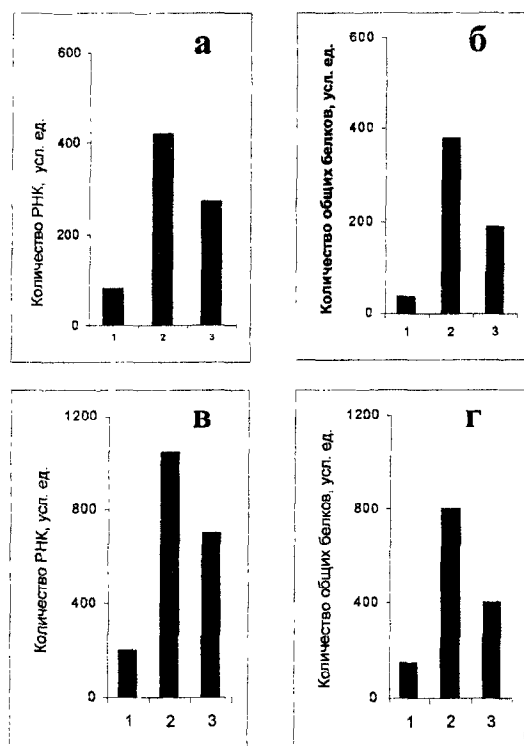 а
Количество РНК, усл. ед.
600
400
200
0
1 2 3
б
Количество общих белков, усл. ед.
600
400
200
0
1 2 3
в
Количество РНК, усл. ед.
1200
800
400
0
1 2 3
г
Количество общих белков, усл. ед.
1200
800
400
0
1 2 3